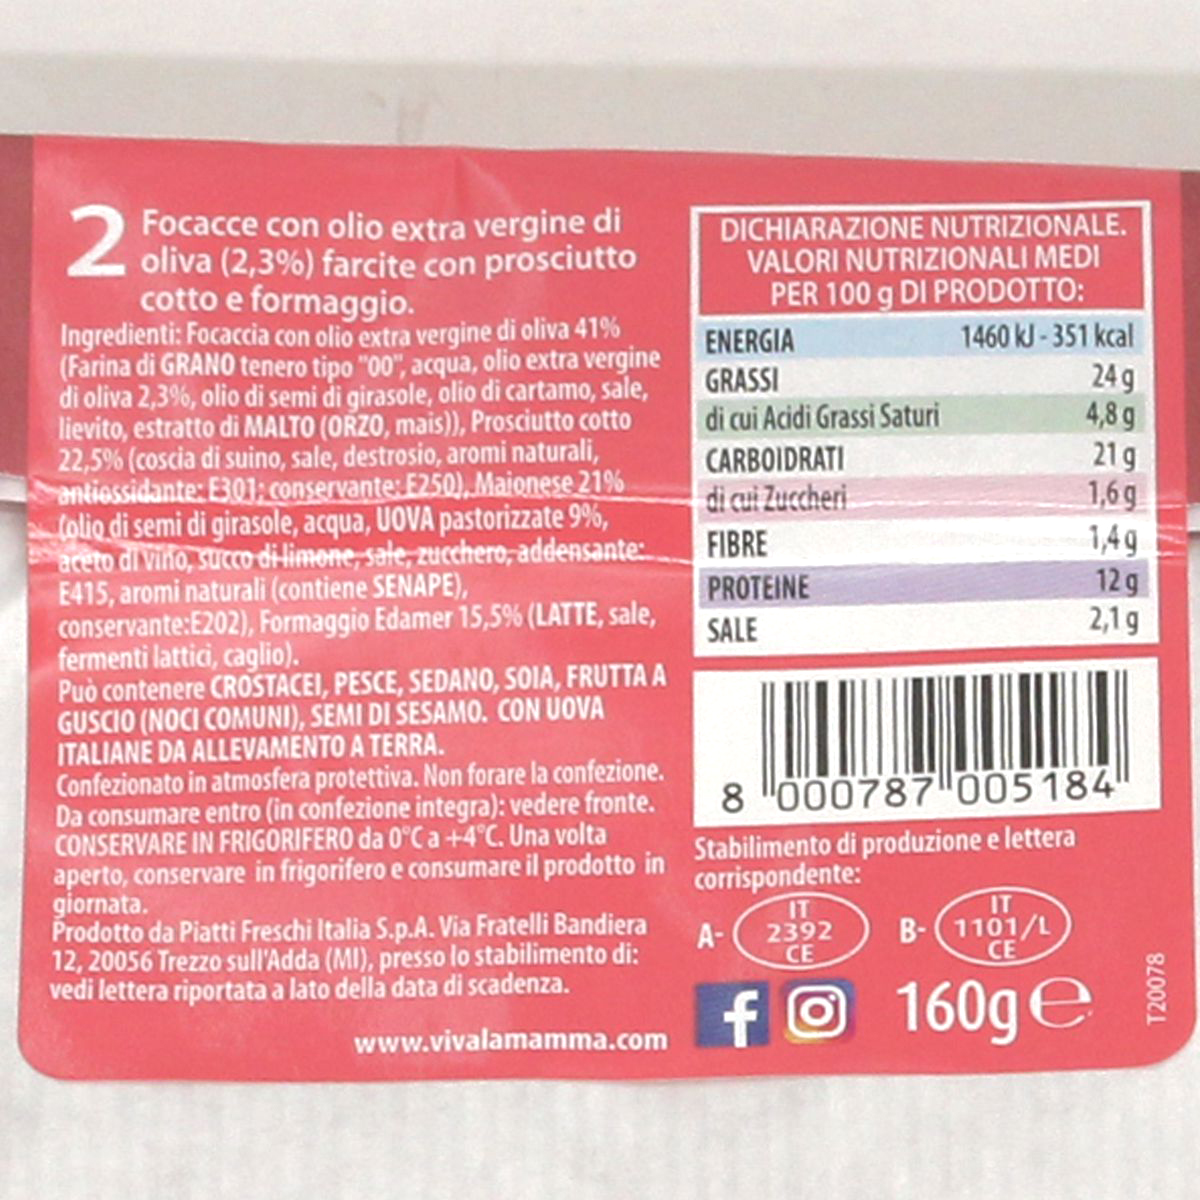 2 Focacce con olio extra vergine di
oliva (2,3%) farcite con prosciutto
cotto e formaggio.
Ingredienti: Focaccia con olio extra vergine di oliva 41%
(Farina di GRANO tenero tipo "00", acqua, olio extra vergine
di oliva 2,3%, olio di semi di girasole, olio di cartamo, sale,
lievito, estratto di MALTO (ORZO, mais)), Prosciutto cotto
22,5% (coscia di suino, sale, destrosio, aromi naturali,
antiossidante: E301; conservante: E250), Maionese 21%
(olio di semi di girasole, acqua, UOVA pastorizzate 9%,
aceto di vino, succo di limone, sale, zucchero, addensante:
E415, aromi naturali (contiene SENAPE),
conservante:E202), Formaggio Edamer 15,5% (LATTE, sale,
fermenti lattici, caglio).
Può contenere CROSTACEI, PESCE, SEDANO, SOIA, FRUTTA A
GUSCIO (NOCI COMUNI), SEMI DI SESAMO. CON UOVA
ITALIANE DA ALLEVAMENTO A TERRA.
Confezionato in atmosfera protettiva. Non forare la confezione.
Da consumare entro (in confezione integra): vedere fronte.
CONSERVARE IN FRIGORIFERO da 0°C a +4°C. Una volta
aperto, conservare in frigorifero e consumare il prodotto in
giornata.
Prodotto da Piatti Freschi Italia S.p.A. Via Fratelli Bandiera
12, 20056 Trezzo sull'Adda (MI), presso lo stabilimento di:
vedi lettera riportata a lato della data di scadenza.
www.vivalamamma.com
DICHIARAZIONE NUTRIZIONALE.
VALORI NUTRIZIONALI MEDI
PER 100 g DI PRODOTTO:
ENERGIA 1460 kJ - 351 kcal
GRASSI 24 g
di cui Acidi Grassi Saturi 4,8 g
CARBOIDRATI 21 g
di cui Zuccheri 1,6 g
FIBRE 1,4 g
PROTEINE 12 g
SALE 2,1 g
8 000787 005184
Stabilimento di produzione e lettera
corrispondente:
A- IT 2392 CE
B- IT 1101/L CE
160g e
T20078